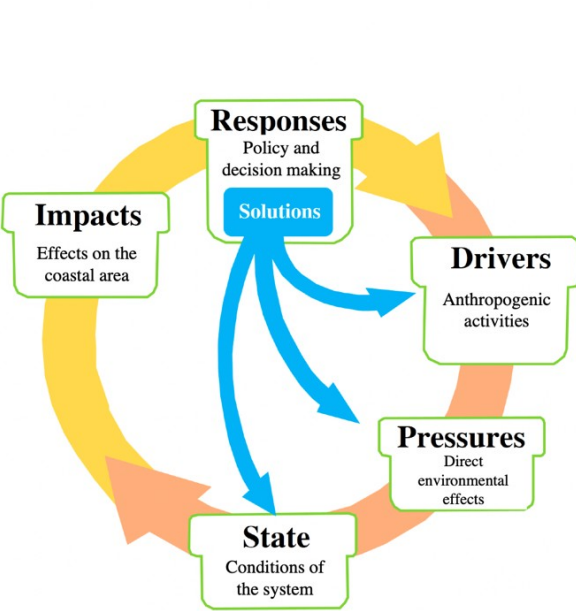 Responses
Policy and
decision making
Solutions
Impacts
Effects on the
coastal area
Drivers
Anthropogenic
activities
Pressures
Direct
environmental
effects
State
Conditions of
the system